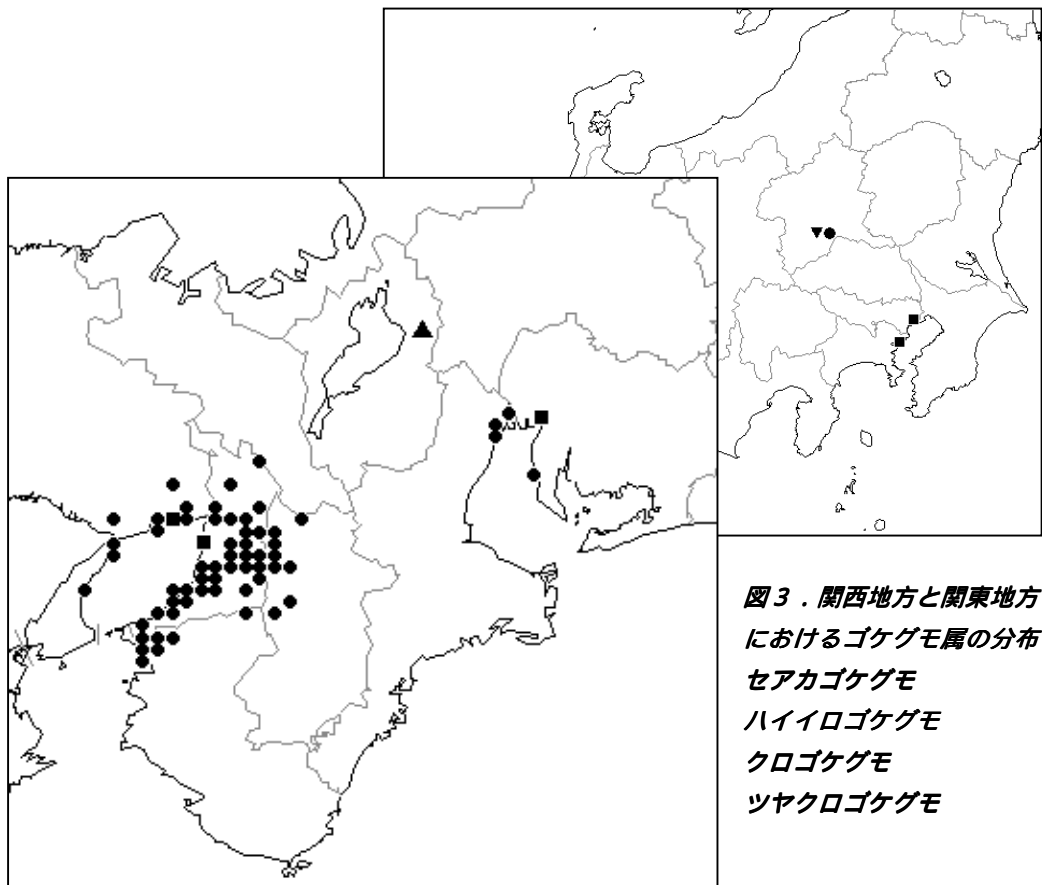 図３．関西地方と関東地方
におけるゴケグモ属の分布
セアカゴケグモ
ハイイロゴケグモ
クロゴケグモ
ツヤクロゴケグモ